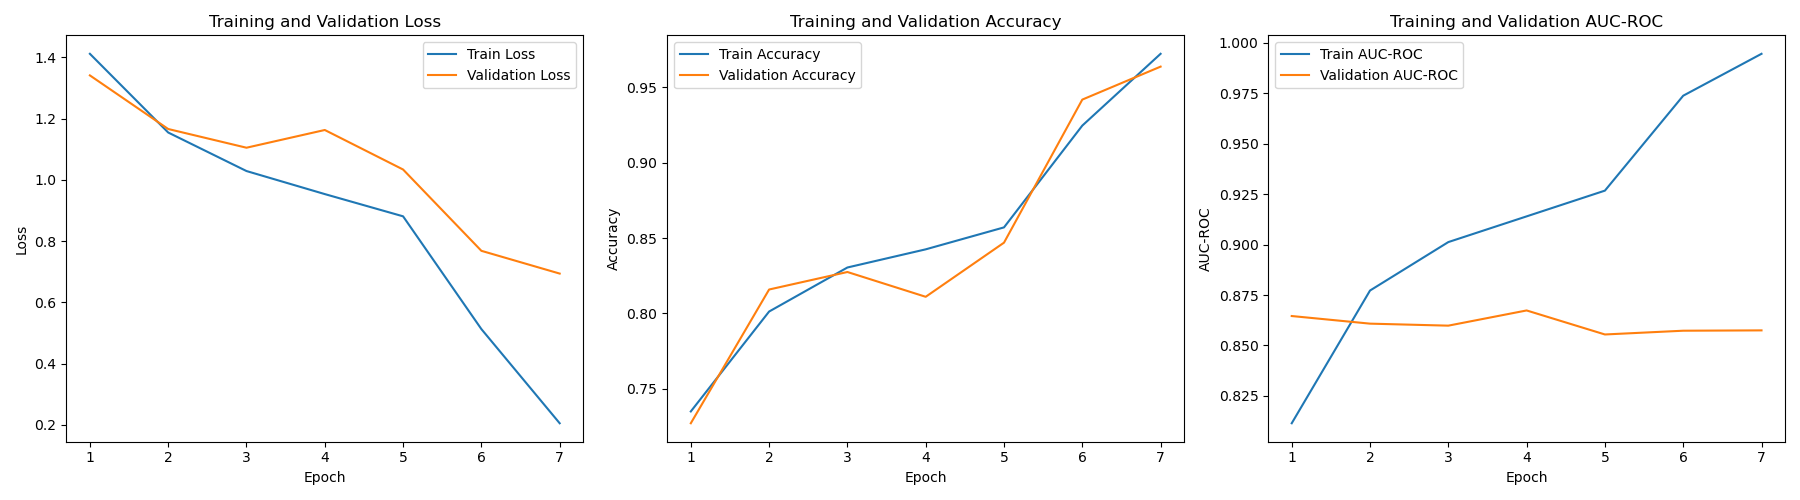 Training and Validation Loss
Train Loss
Validation Loss
1.4
1.2
1.0
0.8
0.6
0.4
0.2
Loss
1 2 3 4 5 6 7
Epoch
Training and Validation Accuracy
Train Accuracy
Validation Accuracy
0.95
0.90
0.85
0.80
0.75
Accuracy
1 2 3 4 5 6 7
Epoch
Training and Validation AUC-ROC
Train AUC-ROC
Validation AUC-ROC
1.000
0.975
0.950
0.925
0.900
0.875
0.850
0.825
AUC-ROC
1 2 3 4 5 6 7
Epoch